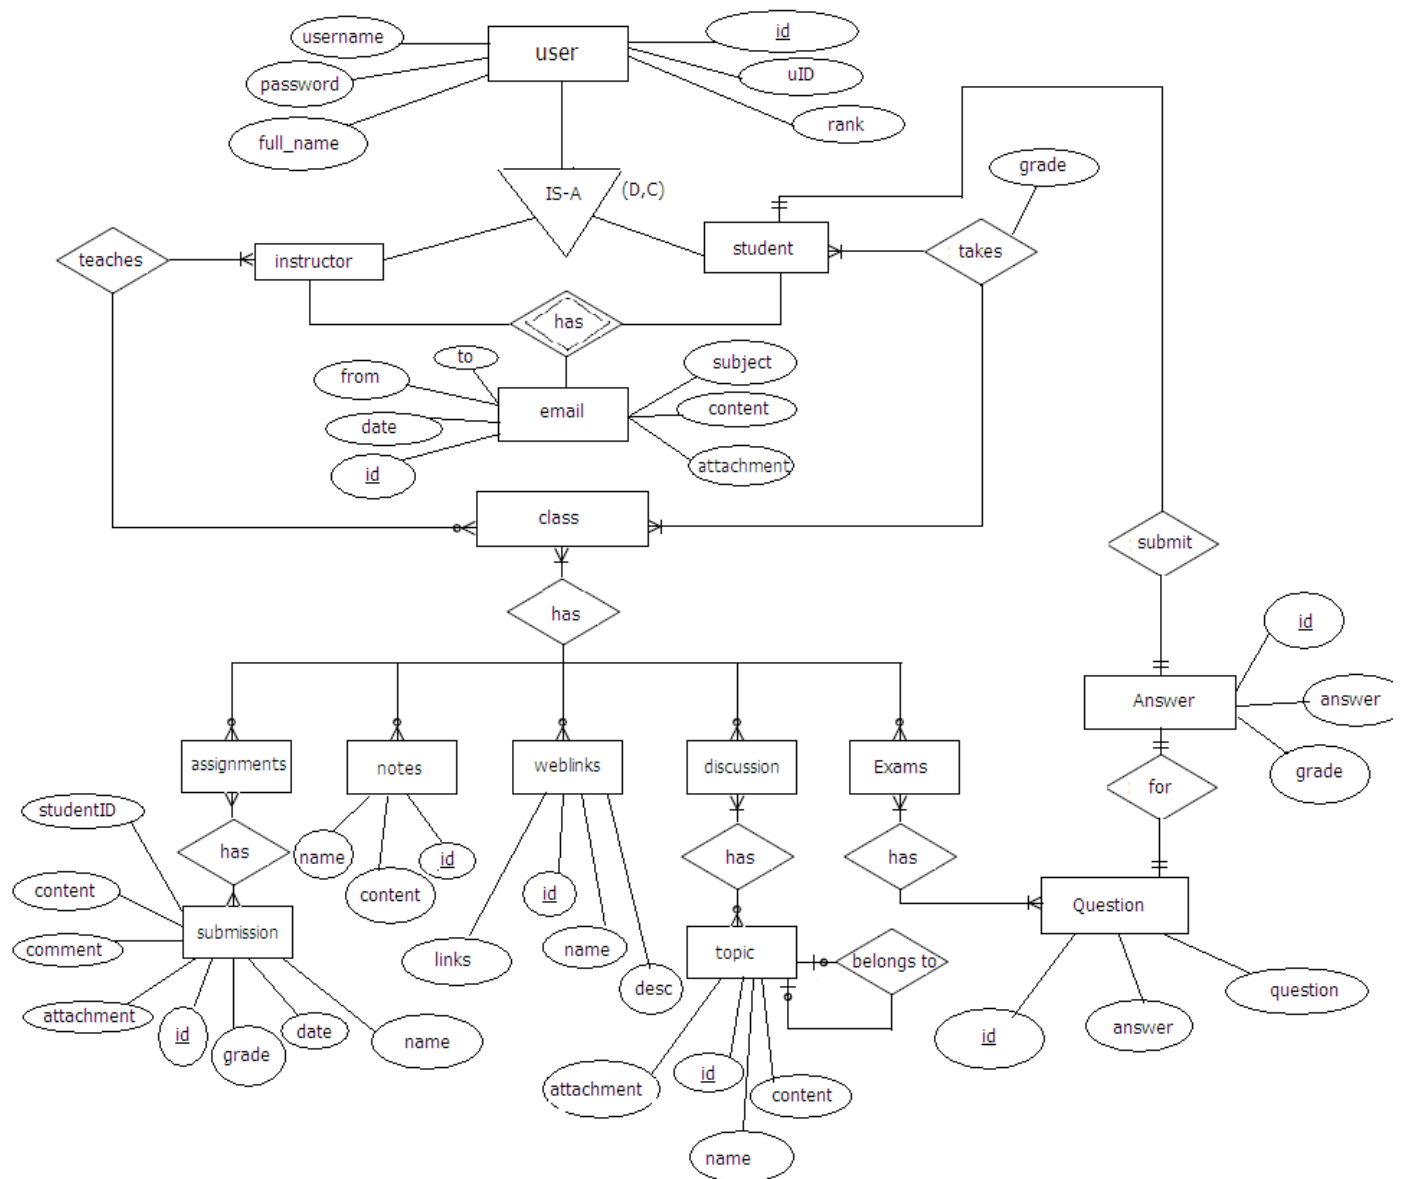 username
user
id
password
uID
full_name
rank
IS-A
(D,C)
grade
teaches
instructor
student
takes
has
to
from
subject
date
email
content
id
attachment
class
submit
has
id
Answer
answer
grade
assignments
notes
weblinks
discussion
Exams
for
studentID
has
name
id
has
has
content
content
id
Question
submission
comment
links
name
topic
belongs to
desc
question
attachment
id
grade
date
name
attachment
id
content
id
answer
name